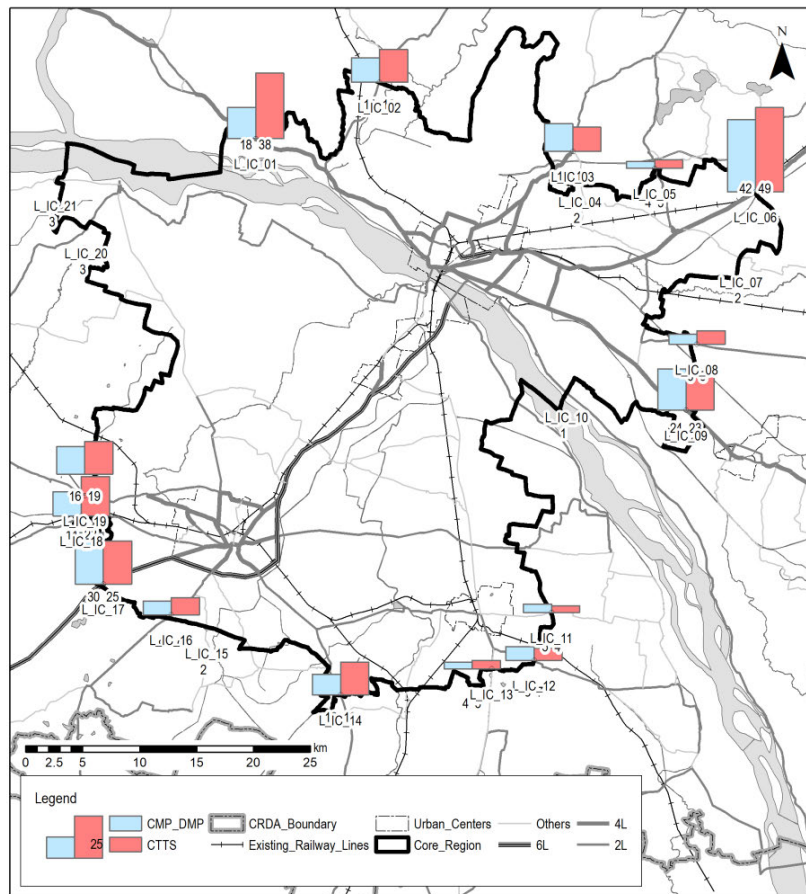 N
L_IC_02
18 38
L_IC_01
L_IC_03
L_IC_04
2
L_IC_05
42 49
L_IC_06
L_IC_21
3
L_IC_20
3
L_IC_07
2
L_IC_08
24 23
L_IC_09
L_IC_10
1
16 19
L_IC_19
L_IC_18
30 25
L_IC_17
L_IC_16
L_IC_15
2
L_IC_11
L_IC_12
L_IC_13
L_IC_14
km
0 2.5 5 10 15 20 25
Legend
25
CMP_DMP
CTTS
CRDA_Boundary
Existing_Railway_Lines
Urban_Centers
Core_Region
Others
6L
4L
2L